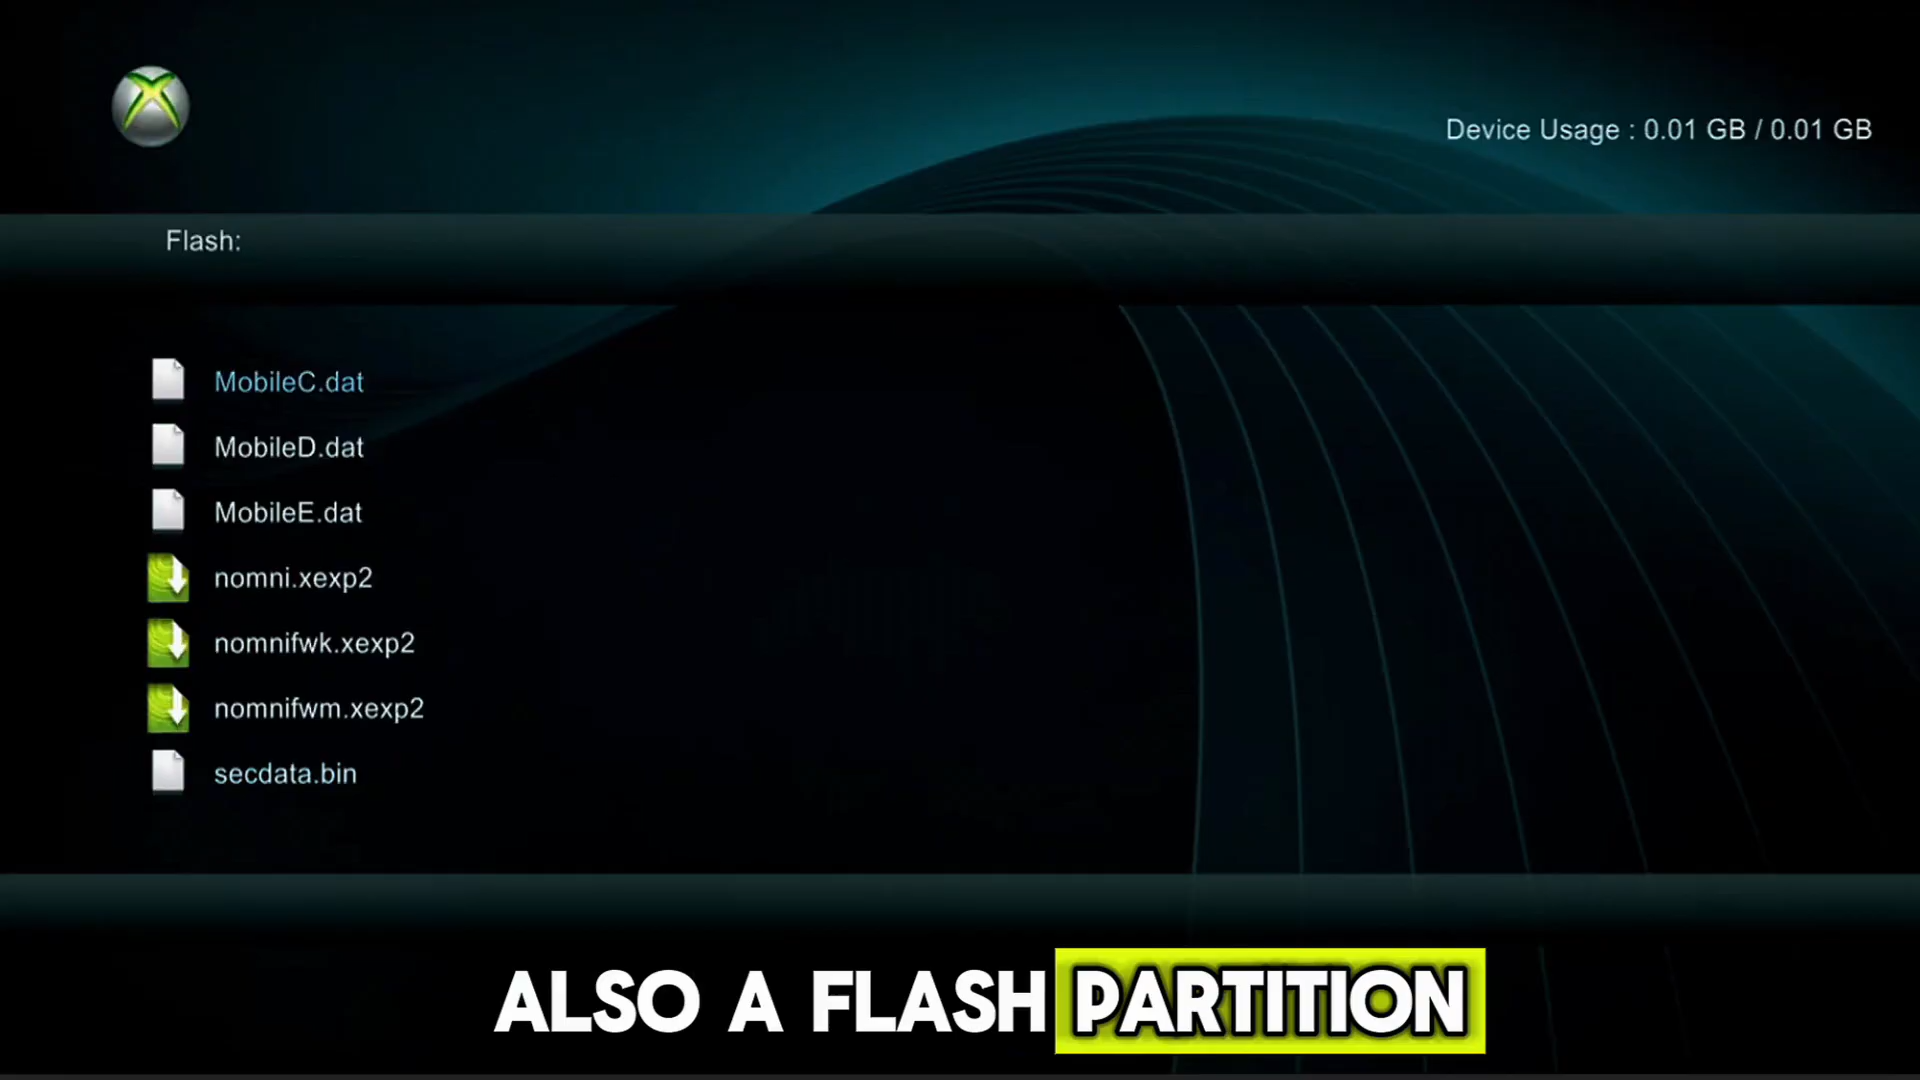 Device Usage : 0.01 GB / 0.01 GB
Flash:
MobileC.dat
MobileD.dat
MobileE.dat
nomni.xexp2
nomnifwk.xexp2
nomnifwm.xexp2
secdata.bin
ALSO A FLASH PARTITION